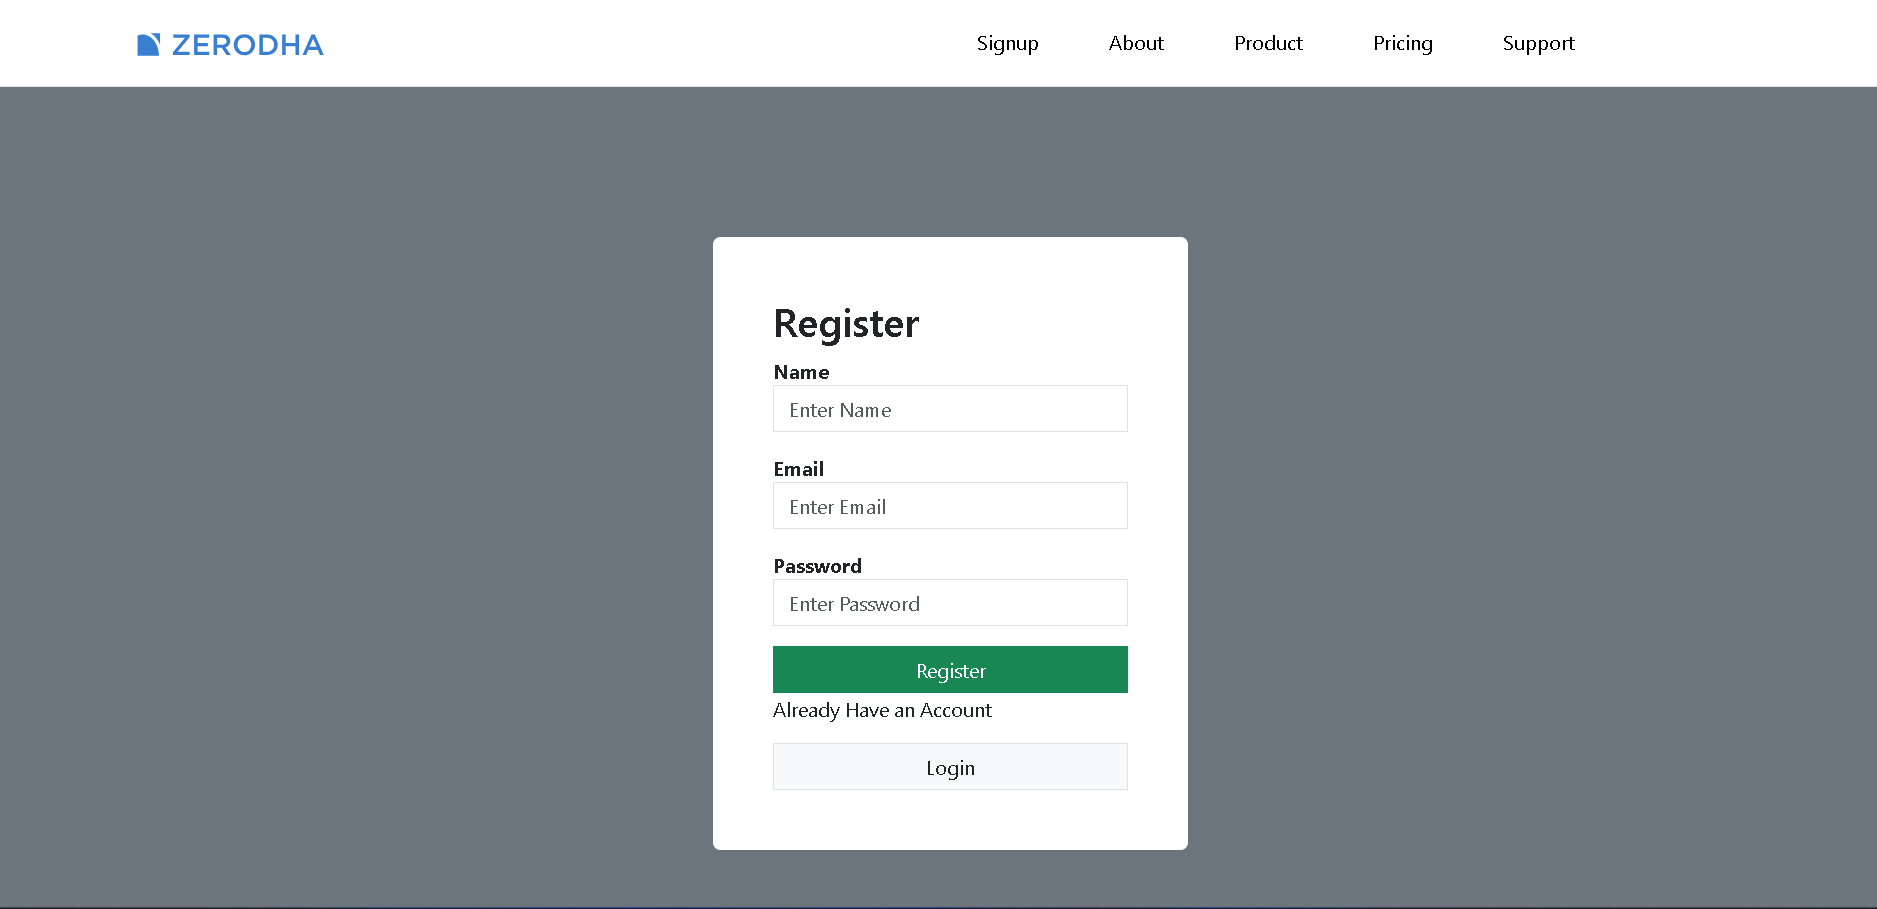 ZERODHA
Signup About Product Pricing Support
Register
Name
Enter Name
Email
Enter Email
Password
Enter Password
Register
Already Have an Account
Login